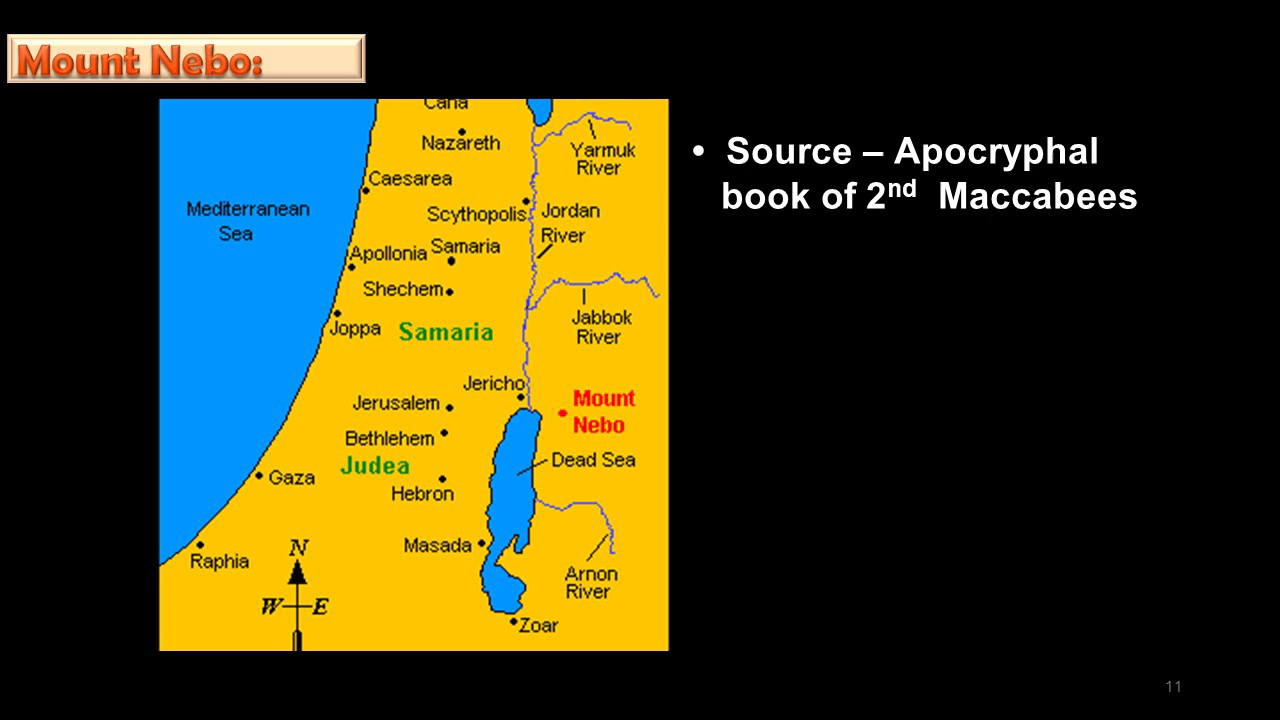 Mount Nebo:
• Source – Apocryphal
book of 2nd Maccabees
Cana
Nazareth
Yarmuk
River
Caesarea
Mediterranean
Sea
Scythopolis
Jordan
River
Apollonia
Samaria
Shechem
Jabbok
River
Joppa
Samaria
Jericho
Mount
Nebo
Jerusalem
Bethlehem
Judea
Dead Sea
Gaza
Hebron
Masada
Raphia
N
W E
Arnon
River
Zoar
11